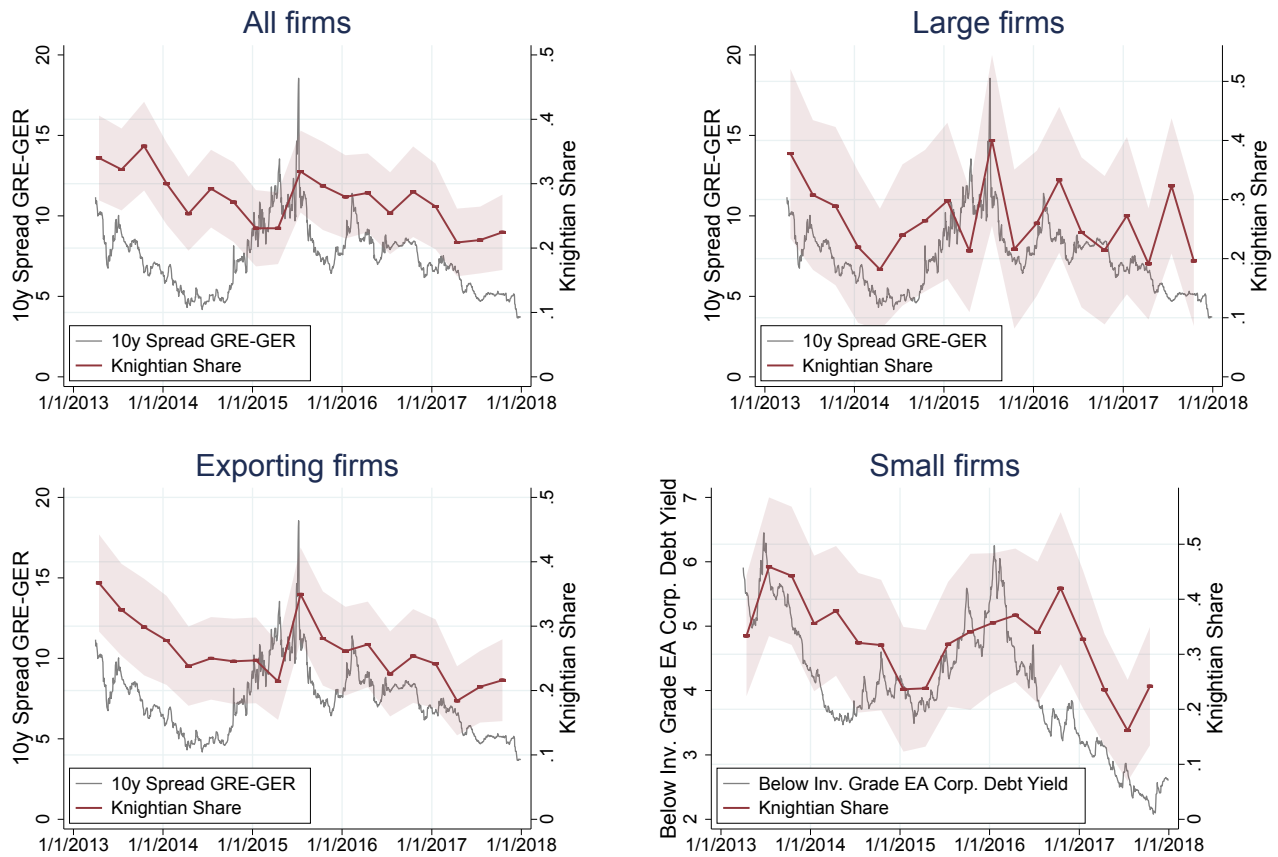 All firms
20
15
10
5
0
10y Spread GRE-GER
.5
.4
.3
.2
.1
0
Knightian Share
10y Spread GRE-GER
Knightian Share
1/1/2013 1/1/2014 1/1/2015 1/1/2016 1/1/2017 1/1/2018
Large firms
20
15
10
5
0
10y Spread GRE-GER
.5
.4
.3
.2
.1
0
Knightian Share
10y Spread GRE-GER
Knightian Share
1/1/2013 1/1/2014 1/1/2015 1/1/2016 1/1/2017 1/1/2018
Exporting firms
20
15
10
5
0
10y Spread GRE-GER
.5
.4
.3
.2
.1
0
Knightian Share
10y Spread GRE-GER
Knightian Share
1/1/2013 1/1/2014 1/1/2015 1/1/2016 1/1/2017 1/1/2018
Small firms
7
6
5
4
3
2
Below Inv. Grade EA Corp. Debt Yield
.5
.4
.3
.2
.1
0
Knightian Share
Below Inv. Grade EA Corp. Debt Yield
Knightian Share
1/1/2013 1/1/2014 1/1/2015 1/1/2016 1/1/2017 1/1/2018